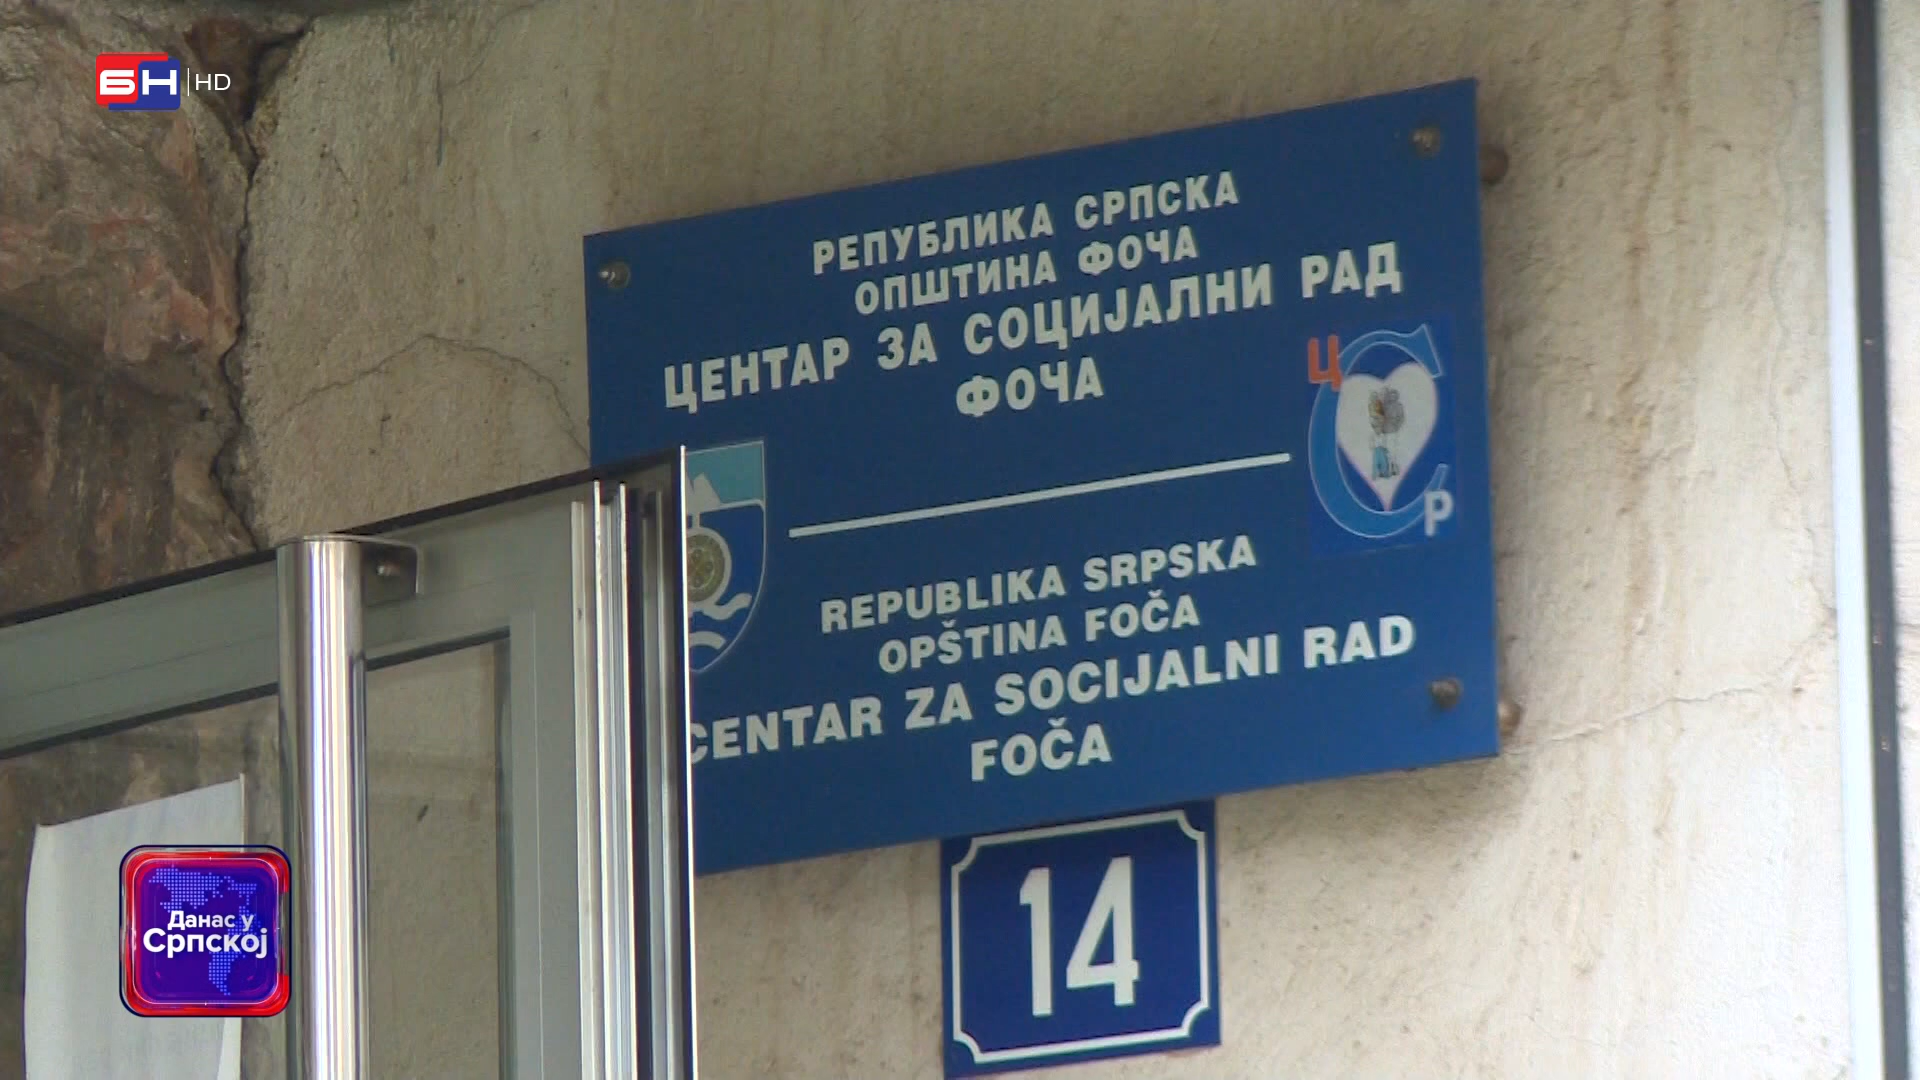 БН HD
РЕПУБЛИКА СРПСКА
ОПШТИНА ФОЧА
ЦЕНТАР ЗА СОЦИЈАЛНИ РАД
ФОЧА
Ц С Р
REPUBLIKA SRPSKA
OPŠTINA FOČA
CENTAR ZA SOCIJALNI RAD
FOČA
14
Данас у
Српској